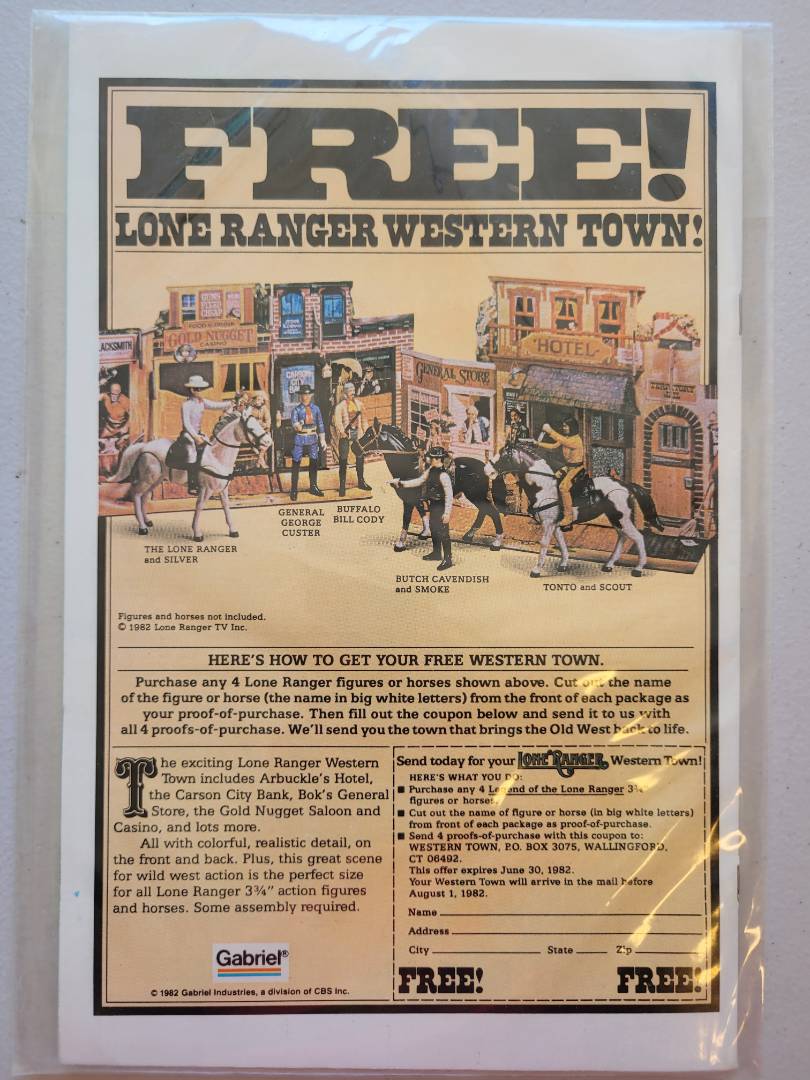 FREE!
LONE RANGER WESTERN TOWN!
GUNS
FIXED
CHEAP
FOOD & DRINK
GOLD NUGGET
CASINO
LACKSMITH
CARSON
CITY
GENERAL STORE
HOTEL
TERRITORY
JAIL
THE LONE RANGER
and SILVER
GENERAL
GEORGE
CUSTER
BUFFALO
BILL CODY
BUTCH CAVENDISH
and SMOKE
TONTO and SCOUT
Figures and horses not included.
© 1982 Lone Ranger TV Inc.
HERE'S HOW TO GET YOUR FREE WESTERN TOWN.
Purchase any 4 Lone Ranger figures or horses shown above. Cut out the name
of the figure or horse (the name in big white letters) from the front of each package as
your proof-of-purchase. Then fill out the coupon below and send it to us with
all 4 proofs-of-purchase. We'll send you the town that brings the Old West back to life.
The exciting Lone Ranger Western
Town includes Arbuckle's Hotel,
the Carson City Bank, Bok's General
Store, the Gold Nugget Saloon and
Casino, and lots more.
All with colorful, realistic detail, on
the front and back. Plus, this great scene
for wild west action is the perfect size
for all Lone Ranger 3¾" action figures
and horses. Some assembly required.
Gabriel®
© 1982 Gabriel Industries, a division of CBS Inc.
Send today for your LONE RANGER Western Town!
HERE'S WHAT YOU DO:
■ Purchase any 4 Legend of the Lone Ranger 3¾"
figures or horses.
■ Cut out the name of figure or horse (in big white letters)
from front of each package as proof-of-purchase.
■ Send 4 proofs-of-purchase with this coupon to:
WESTERN TOWN, P.O. BOX 3075, WALLINGFORD,
CT 06492.
This offer expires June 30, 1982.
Your Western Town will arrive in the mail before
August 1, 1982.
Name
Address
City State Zip
FREE! FREE!